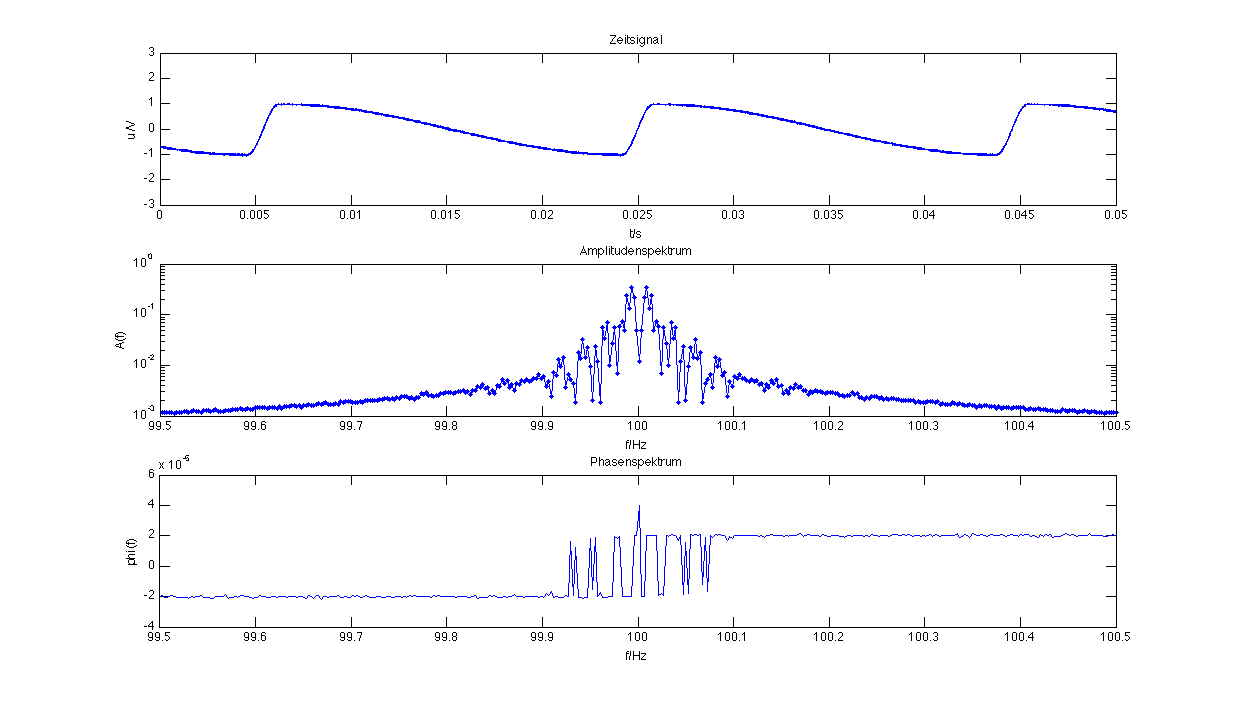 Zeitsignal
3
2
1
0
-1
-2
-3
u /V
0 0.005 0.01 0.015 0.02 0.025 0.03 0.035 0.04 0.045 0.05
t/s
Amplitudenspektrum
10^0
10^-1
10^-2
10^-3
A(f)
99.5 99.6 99.7 99.8 99.9 100 100.1 100.2 100.3 100.4 100.5
f/Hz
Phasenspektrum
x 10^-5
6
4
2
0
-2
-4
phi(f)
99.5 99.6 99.7 99.8 99.9 100 100.1 100.2 100.3 100.4 100.5
f/Hz